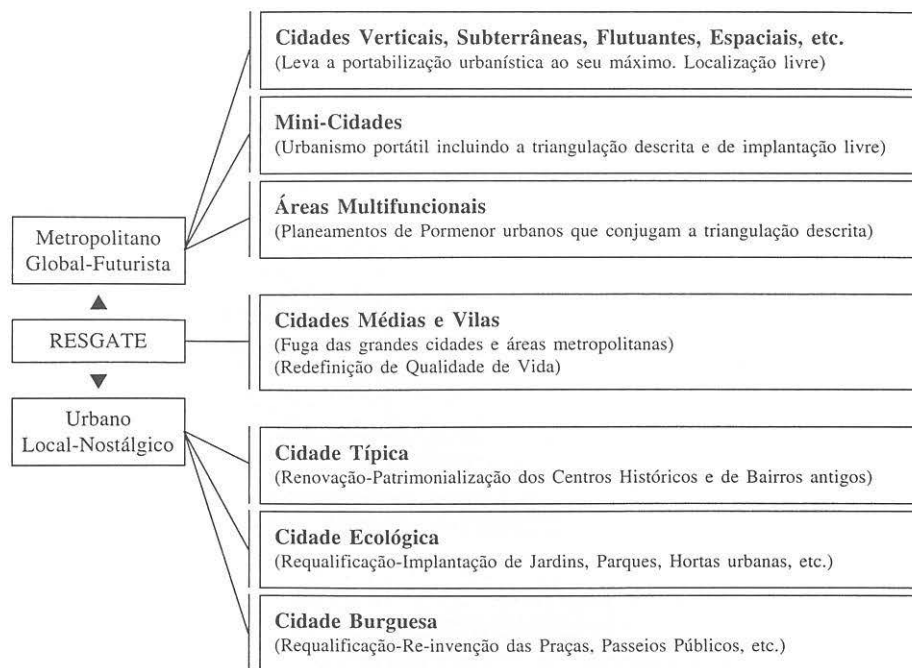 Cidades Verticais, Subterrâneas, Flutuantes, Espaciais, etc.
(Leva a portabilização urbanística ao seu máximo. Localização livre)
Mini-Cidades
(Urbanismo portátil incluindo a triangulação descrita e de implantação livre)
Áreas Multifuncionais
(Planeamentos de Pormenor urbanos que conjugam a triangulação descrita)
Metropolitano
Global-Futurista
RESGATE
Cidades Médias e Vilas
(Fuga das grandes cidades e áreas metropolitanas)
(Redefinição de Qualidade de Vida)
Urbano
Local-Nostálgico
Cidade Típica
(Renovação-Patrimonialização dos Centros Históricos e de Bairros antigos)
Cidade Ecológica
(Requalificação-Implantação de Jardins, Parques, Hortas urbanas, etc.)
Cidade Burguesa
(Requalificação-Re-invenção das Praças, Passeios Públicos, etc.)